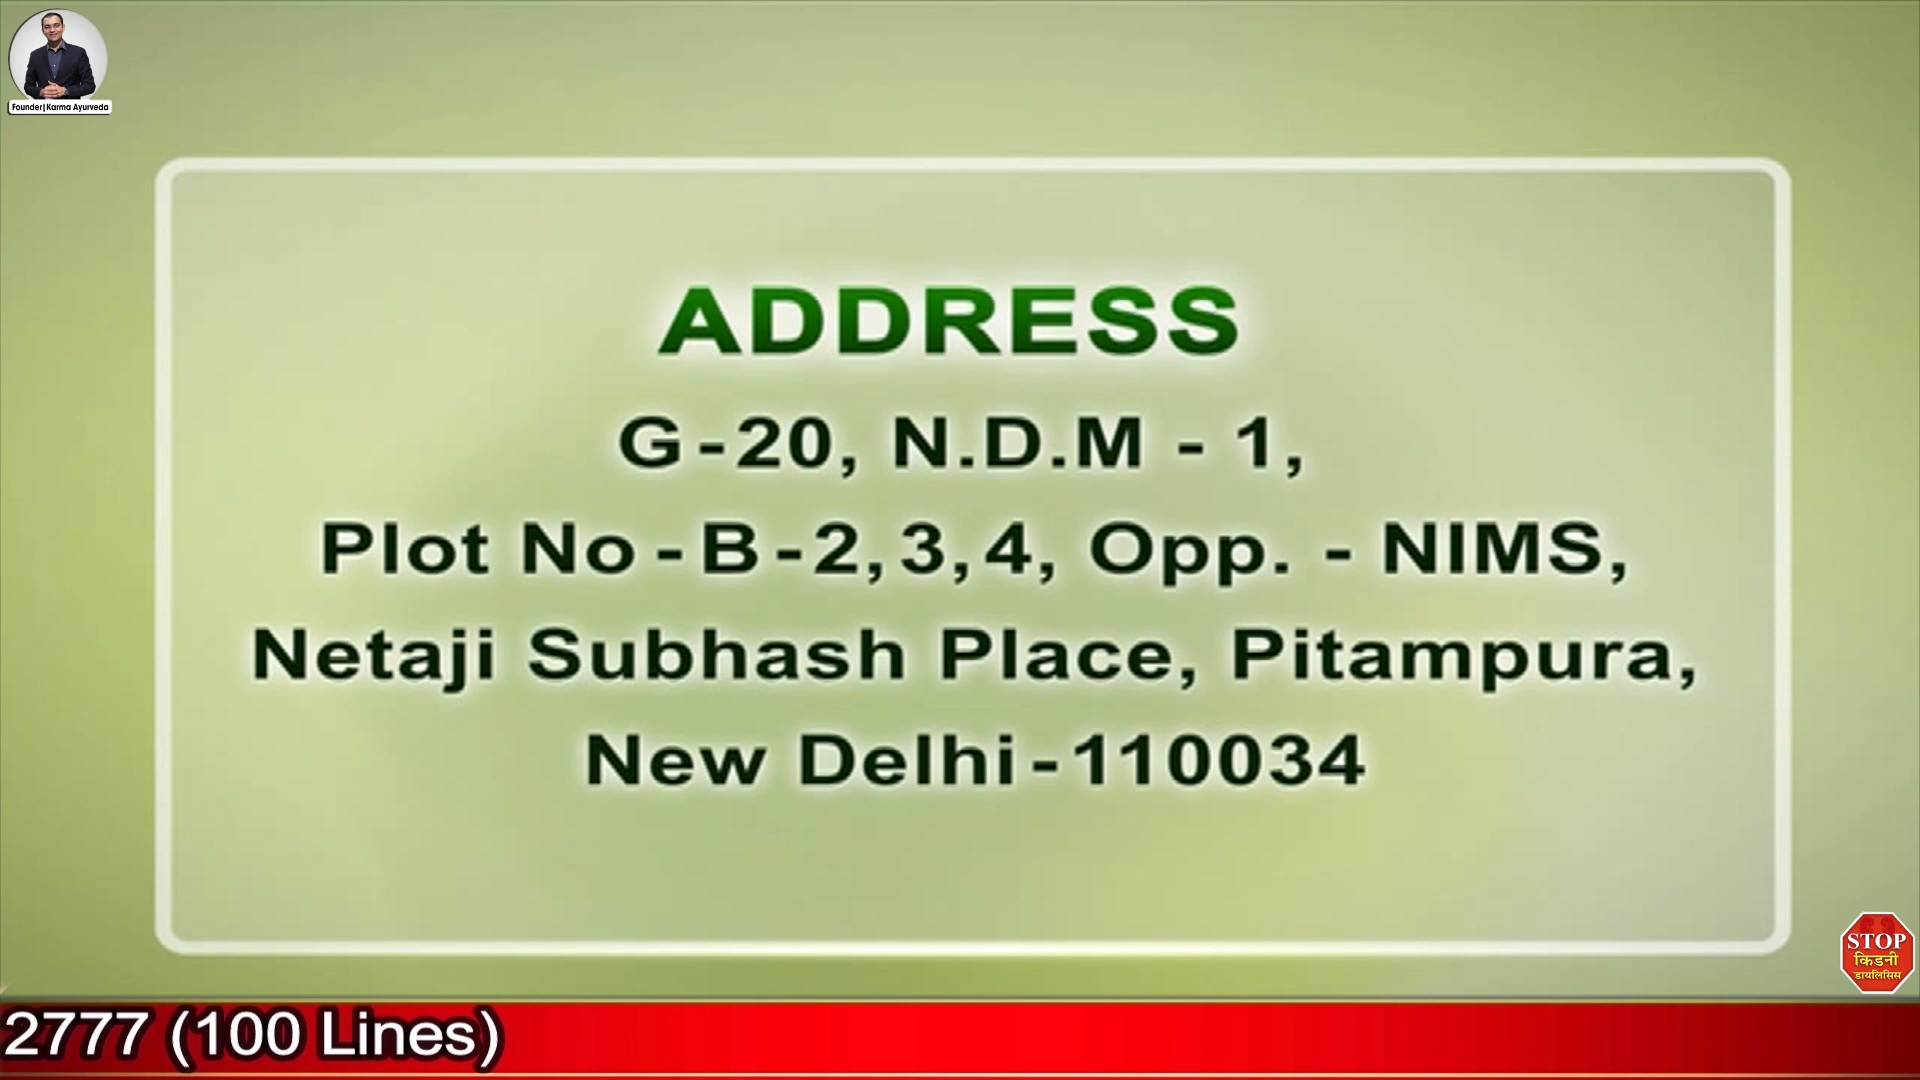 Founder|Karma Ayurveda
ADDRESS
G-20, N.D.M - 1,
Plot No-B-2,3,4, Opp. - NIMS,
Netaji Subhash Place, Pitampura,
New Delhi-110034
STOP
किडनी
डायलिसिस
2777 (100 Lines)